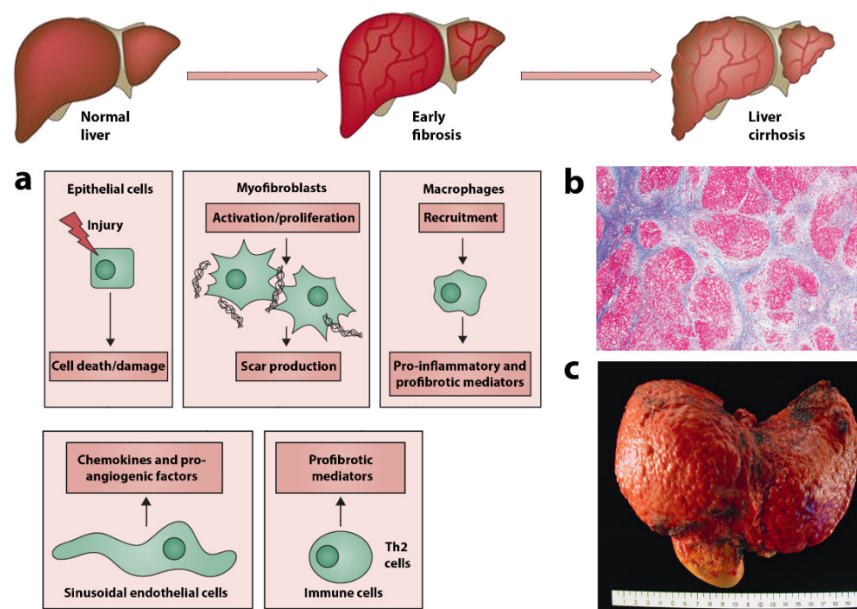 Normal
liver
Early
fibrosis
Liver
cirrhosis
a
Epithelial cells
Injury
Cell death/damage
Myofibroblasts
Activation/proliferation
Scar production
Macrophages
Recruitment
Pro-inflammatory and
profibrotic mediators
Chemokines and pro-
angiogenic factors
Sinusoidal endothelial cells
Profibrotic
mediators
Th2
cells
Immune cells
b
c